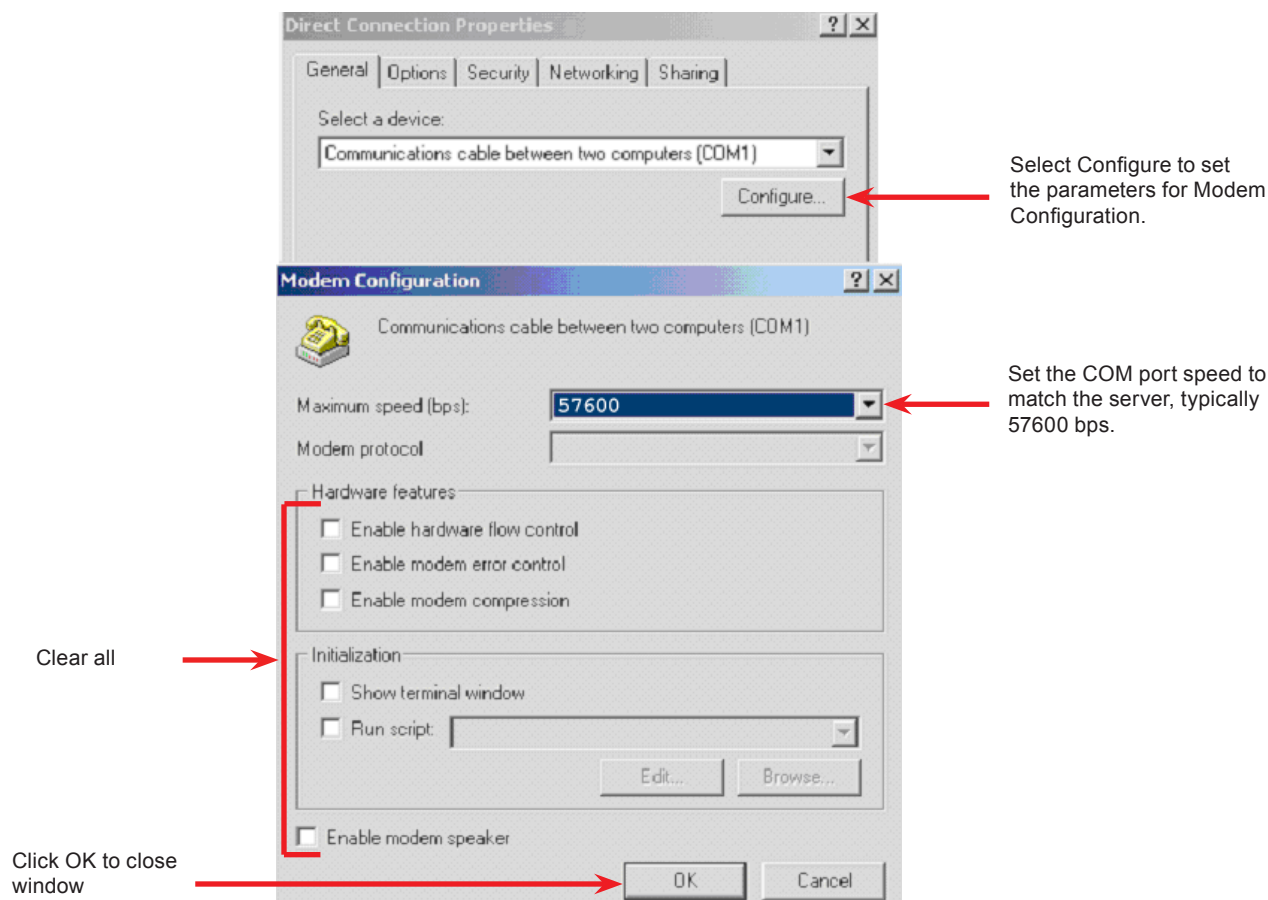 Direct Connection Properties
General Options Security Networking Sharing
Select a device:
Communications cable between two computers (COM1)
Configure...
Select Configure to set
the parameters for Modem
Configuration.
Modem Configuration
Communications cable between two computers (COM1)
Maximum speed (bps):
57600
Set the COM port speed to
match the server, typically
57600 bps.
Modem protocol
Hardware features
Enable hardware flow control
Enable modem error control
Enable modem compression
Clear all
Initialization
Show terminal window
Run script:
Edit...
Browse...
Enable modem speaker
Click OK to close
window
OK
Cancel